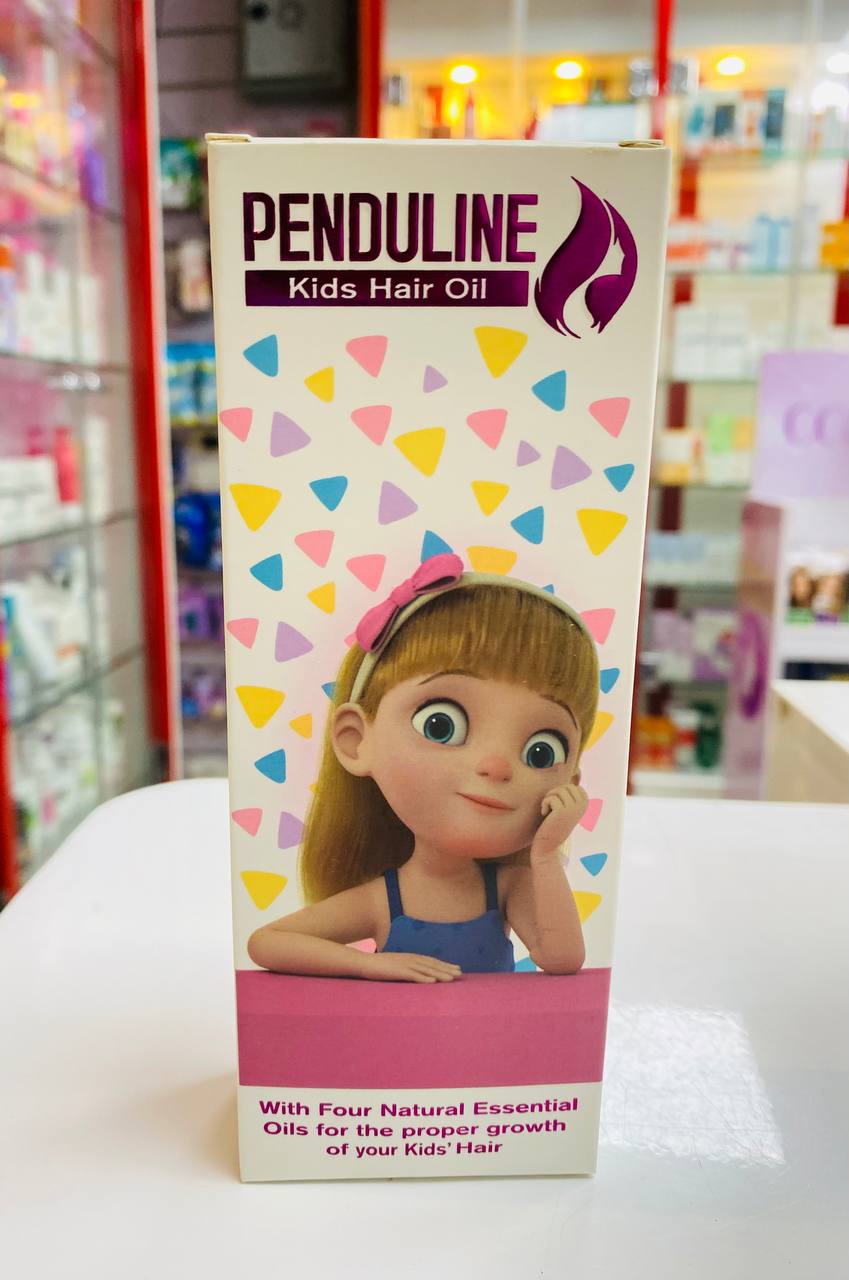 PENDULINE
Kids Hair Oil
With Four Natural Essential
Oils for the proper growth
of your Kids' Hair